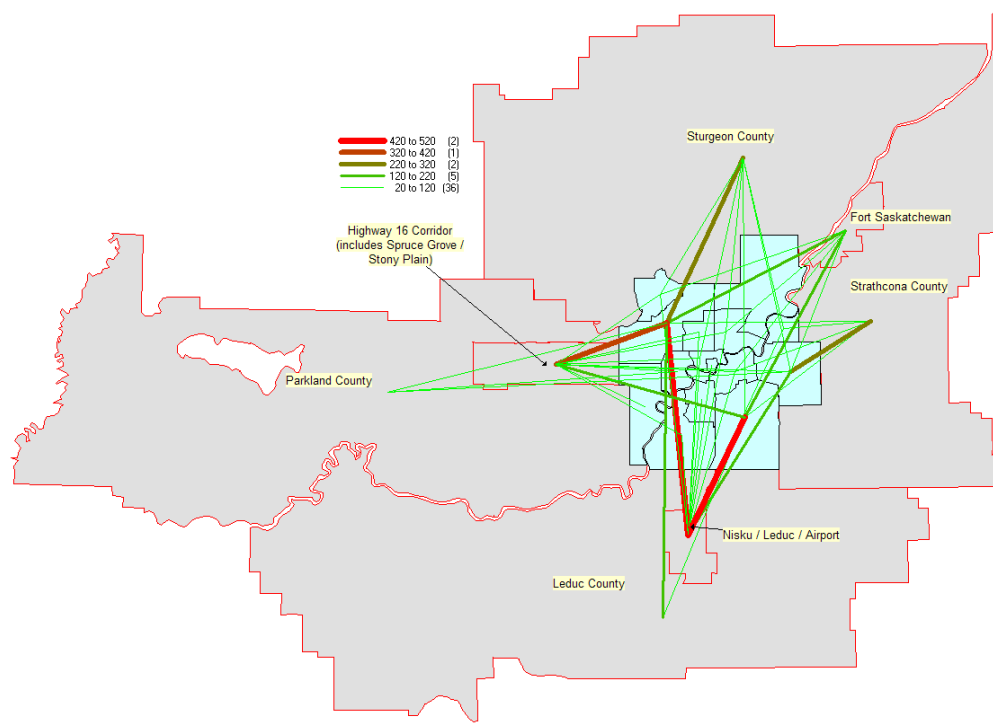 Sturgeon County
420 to 520 (2)
320 to 420 (1)
220 to 320 (2)
120 to 220 (5)
20 to 120 (36)
Fort Saskatchewan
Highway 16 Corridor
(includes Spruce Grove /
Stony Plain)
Strathcona County
Parkland County
Nisku / Leduc / Airport
Leduc County